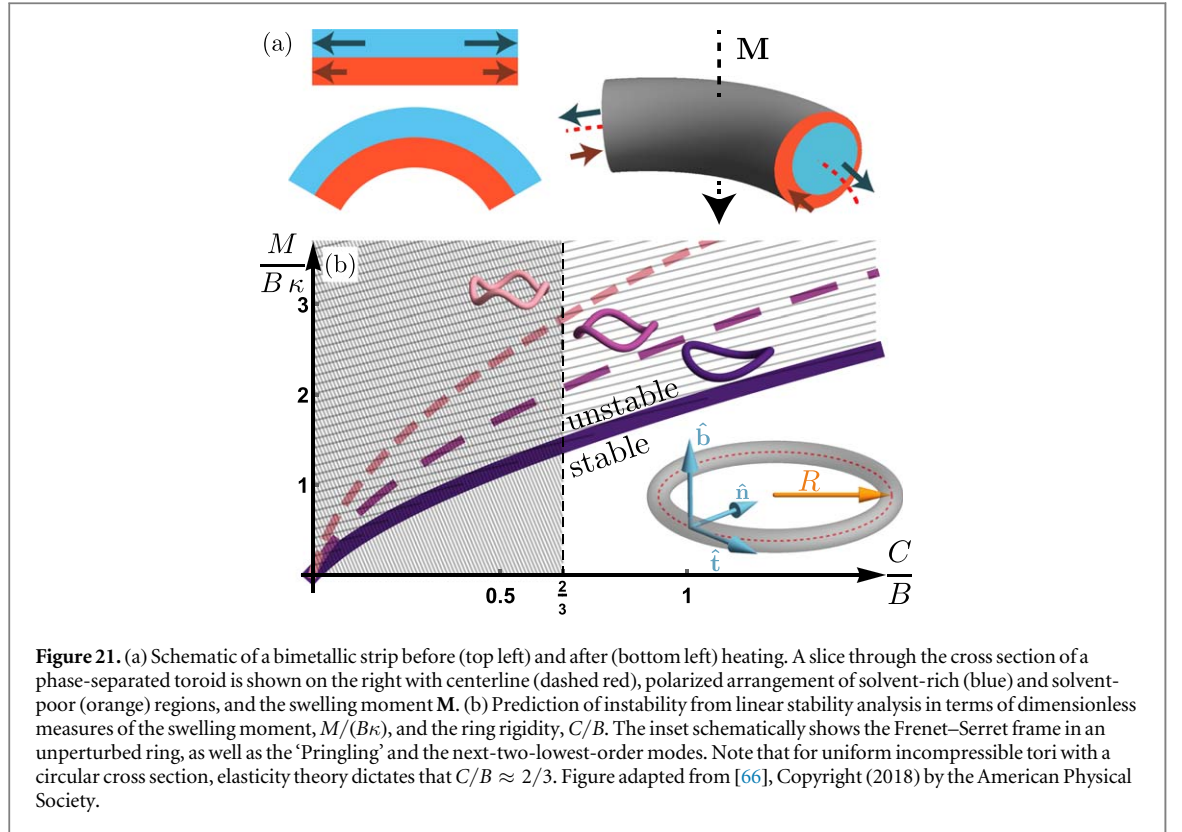 (a)
M
M
B κ
(b)
3
2
1
unstable
stable
b̂
n̂
t̂
R
0.5
2
3
1
C
B
Figure 21. (a) Schematic of a bimetallic strip before (top left) and after (bottom left) heating. A slice through the cross section of a
phase-separated toroid is shown on the right with centerline (dashed red), polarized arrangement of solvent-rich (blue) and solvent-
poor (orange) regions, and the swelling moment M. (b) Prediction of instability from linear stability analysis in terms of dimensionless
measures of the swelling moment, M/(Bκ), and the ring rigidity, C/B. The inset schematically shows the Frenet–Serret frame in an
unperturbed ring, as well as the ‘Pringling’ and the next-two-lowest-order modes. Note that for uniform incompressible tori with a
circular cross section, elasticity theory dictates that C/B ≈ 2/3. Figure adapted from [66], Copyright (2018) by the American Physical
Society.